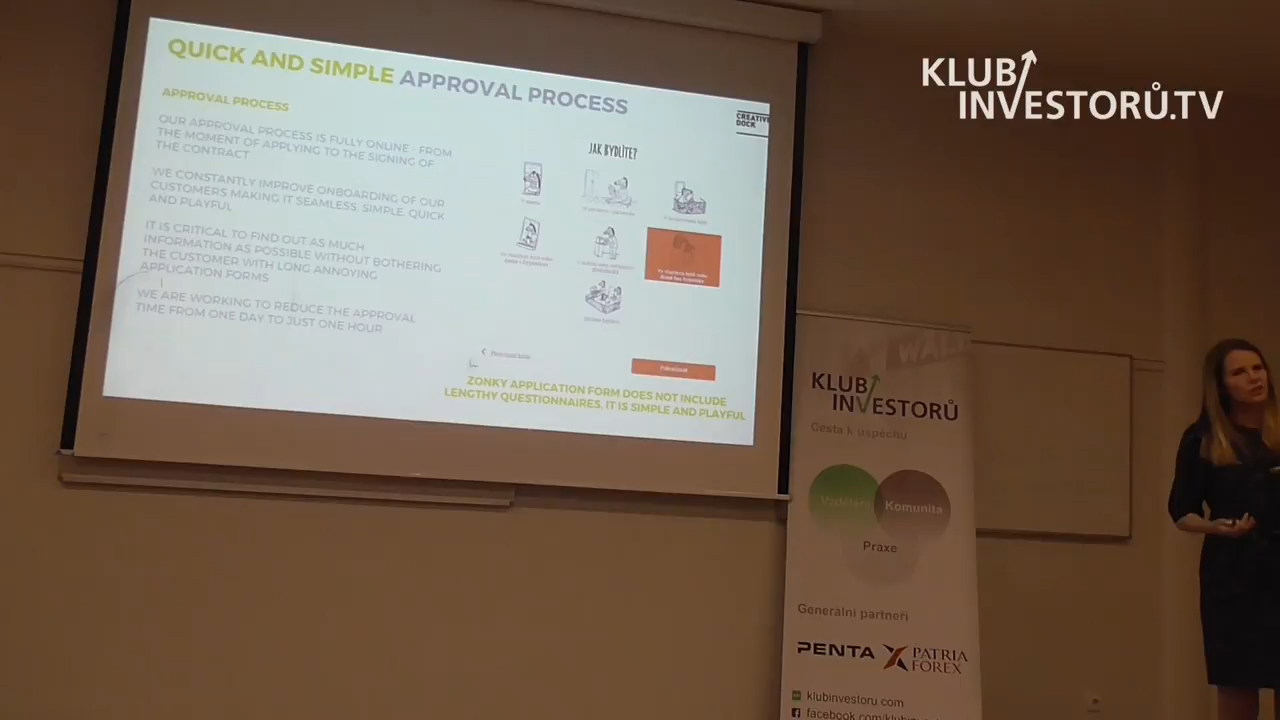 KLUB
INVESTORŮ.TV
QUICK AND SIMPLE APPROVAL PROCESS
APPROVAL PROCESS
OUR APPROVAL PROCESS IS FULLY ONLINE - FROM
THE MOMENT OF APPLYING TO THE SIGNING OF
THE CONTRACT
WE CONSTANTLY IMPROVE ONBOARDING OF OUR
CUSTOMERS MAKING IT SEAMLESS, SIMPLE, QUICK
AND PLAYFUL
IT IS CRITICAL TO FIND OUT AS MUCH
INFORMATION AS POSSIBLE WITHOUT BOTHERING
THE CUSTOMER WITH LONG ANNOYING
APPLICATION FORMS
WE ARE WORKING TO REDUCE THE APPROVAL
TIME FROM ONE DAY TO JUST ONE HOUR
CREATIVE
DOCK
JAK BYDLÍTE?
ZONKY APPLICATION FORM DOES NOT INCLUDE
LENGTHY QUESTIONNAIRES, IT IS SIMPLE AND PLAYFUL
KLUB
INVESTORŮ
Cesta k úspěchu
Komunita
Praxe
Generální partneři
PENTA
PATRIA
FOREX
klubinvestoru.com